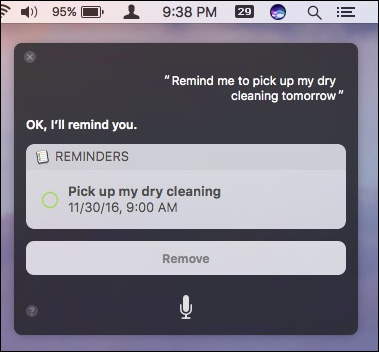 95% 9:38 PM 29
“Remind me to pick up my dry
cleaning tomorrow”
OK, I’ll remind you.
REMINDERS
Pick up my dry cleaning
11/30/16, 9:00 AM
Remove
?